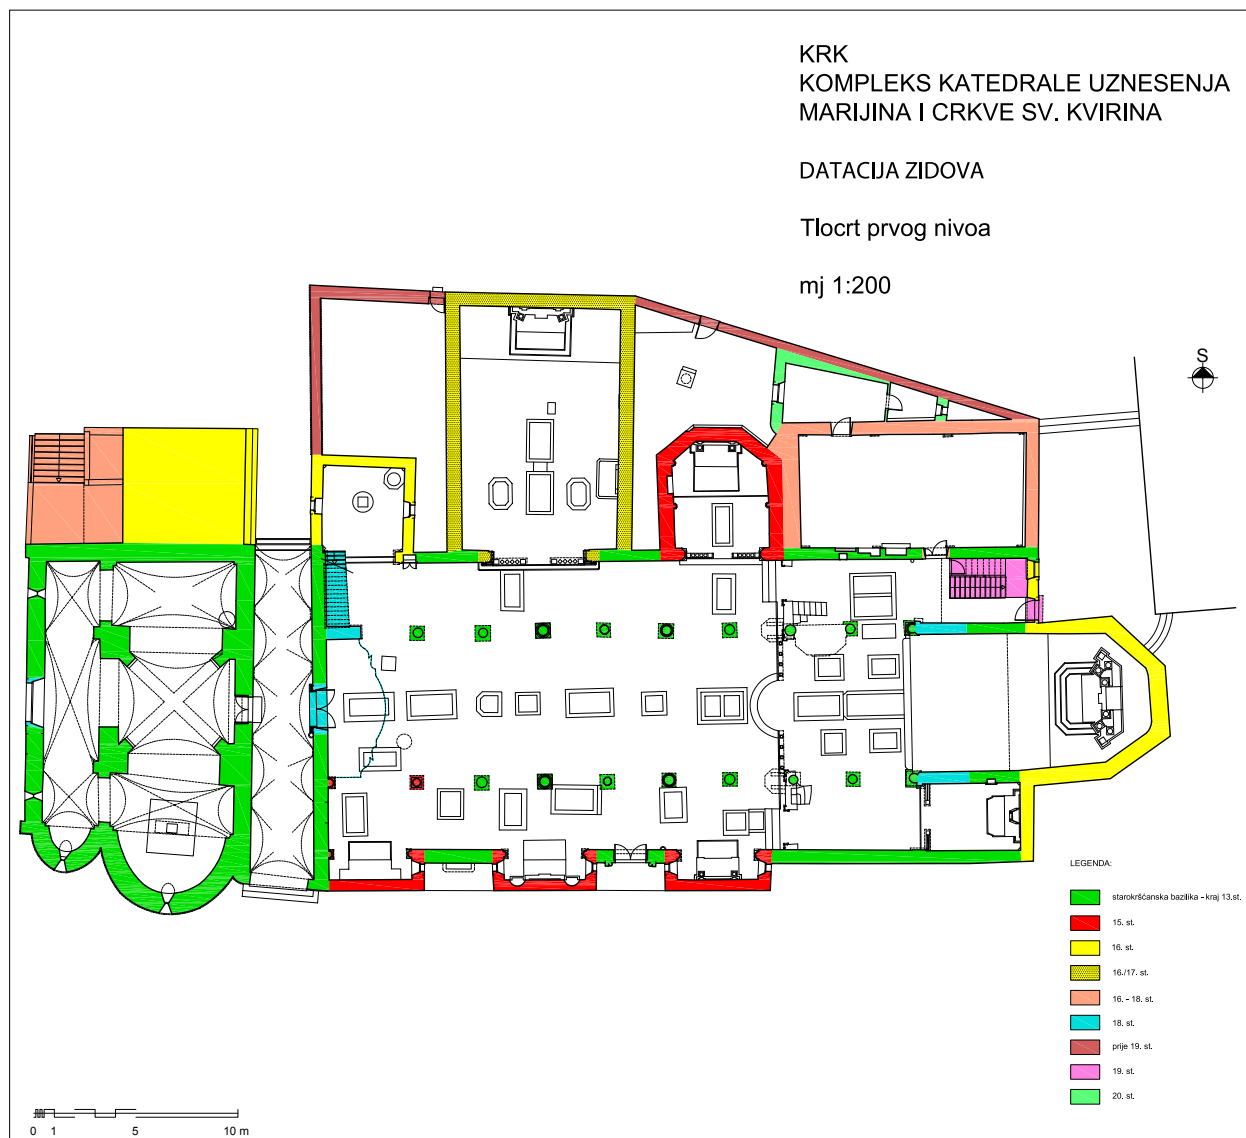 KRK
KOMPLEKS KATEDRALE UZNESENJA
MARIJINA I CRKVE SV. KVIRINA
DATACIJA ZIDOVA
Tlocrt prvog nivoa
mj 1:200
S
LEGENDA:
starokršćanska bazilika - kraj 13.st.
15. st.
16. st.
16./17. st.
16. - 18. st.
18. st.
prije 19. st.
19. st.
20. st.
0 1 5 10 m